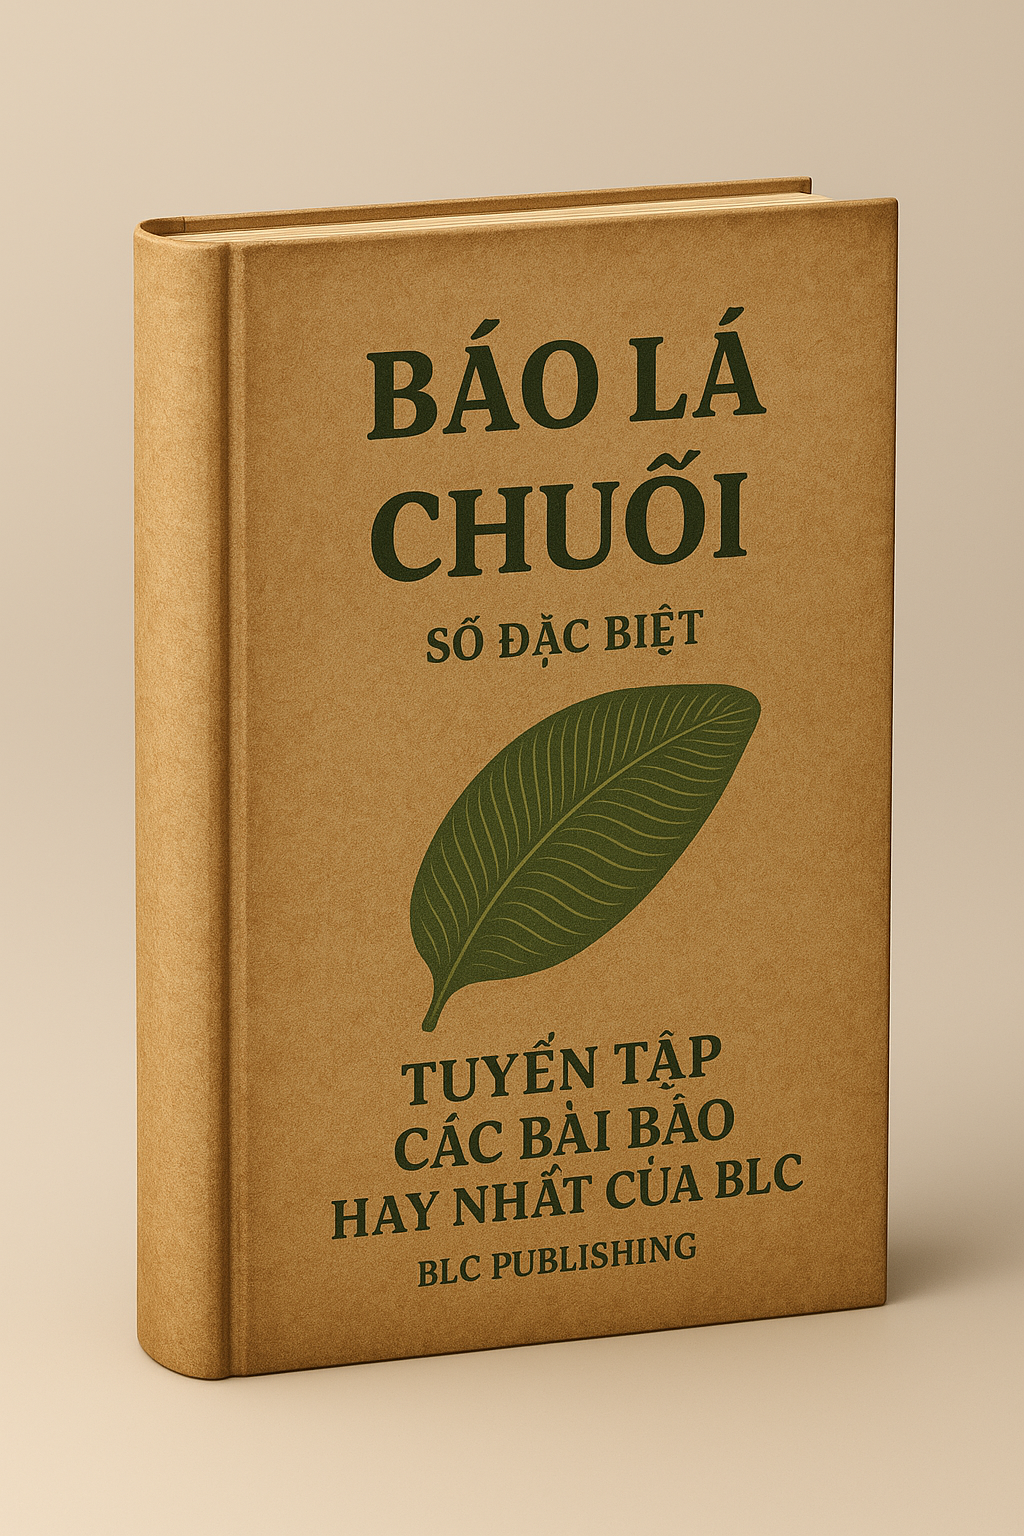 BÁO LÁ
CHUỐI
SỐ ĐẶC BIỆT
TUYỂN TẬP
CÁC BÀI BÂO
HAY NHẤT CỦA BLC
BLC PUBLISHING